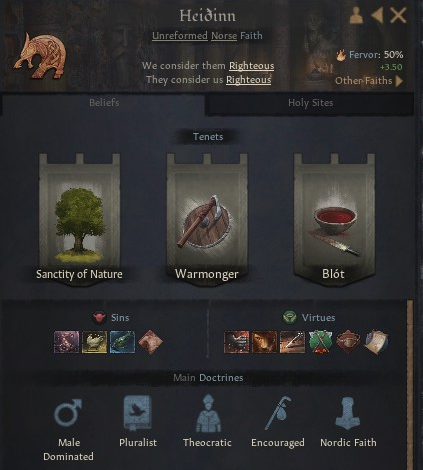 Heiðinn
Unreformed Norse Faith
Fervor: 50%
+3.50
We consider them Righteous
They consider us Righteous
Other Faiths
Beliefs
Holy Sites
Tenets
Sanctity of Nature
Warmonger
Blót
Sins
Virtues
Main Doctrines
Male
Dominated
Pluralist
Theocratic
Encouraged
Nordic Faith